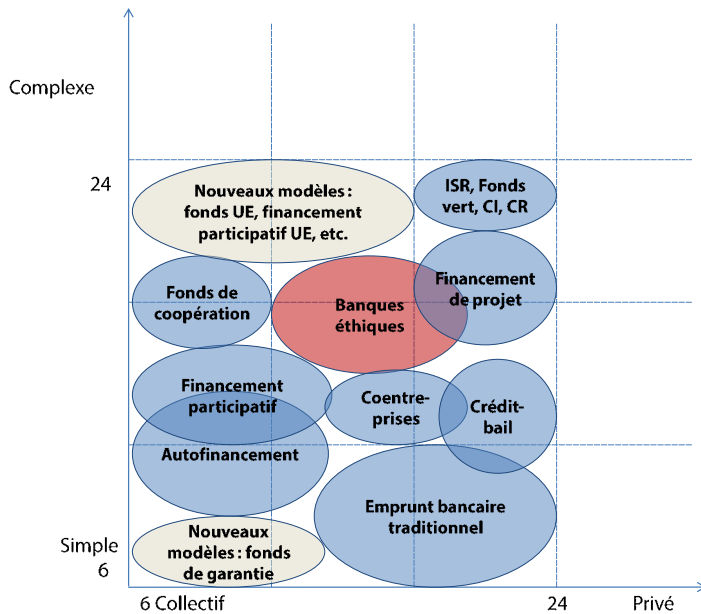 Complexe
24
Nouveaux modèles :
fonds UE, financement
participatif UE, etc.
ISR, Fonds
vert, CI, CR
Fonds de
coopération
Banques
éthiques
Financement
de projet
Financement
participatif
Coentre-
prises
Crédit-
bail
Autofinancement
Emprunt bancaire
traditionnel
Nouveaux
modèles : fonds
de garantie
Simple
6
6 Collectif
24
Privé